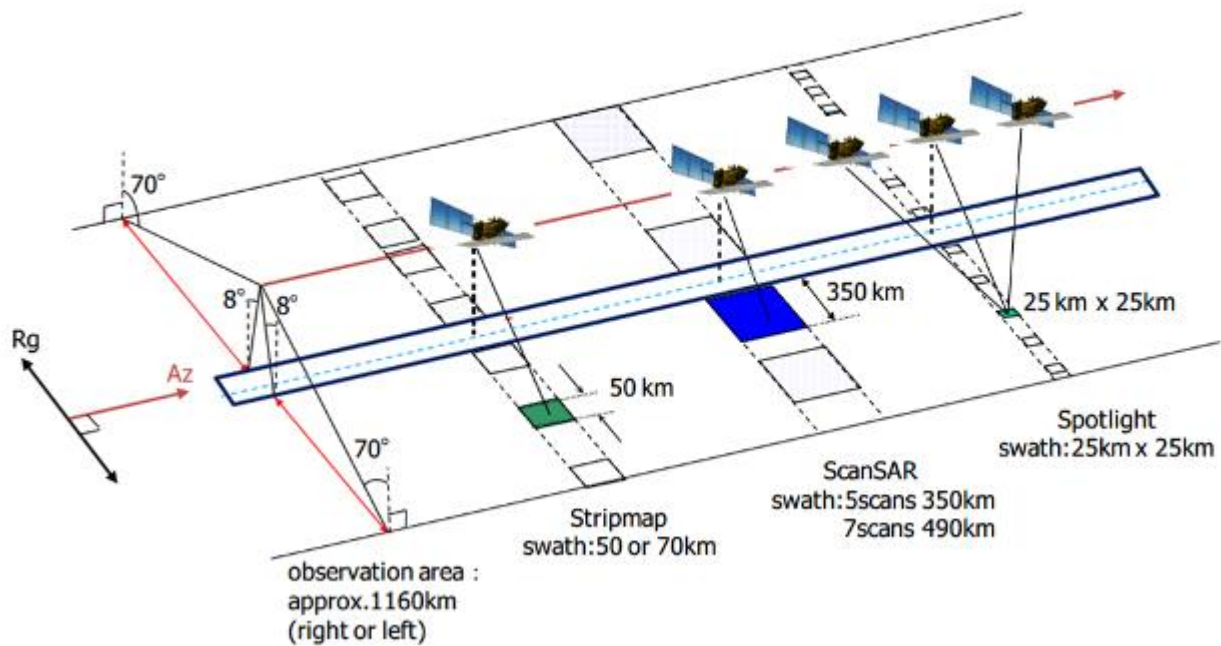 70°
8°
8°
Rg
Az
70°
50 km
350 km
25 km x 25km
observation area :
approx.1160km
(right or left)
Stripmap
swath:50 or 70km
ScanSAR
swath:5scans 350km
7scans 490km
Spotlight
swath:25km x 25km